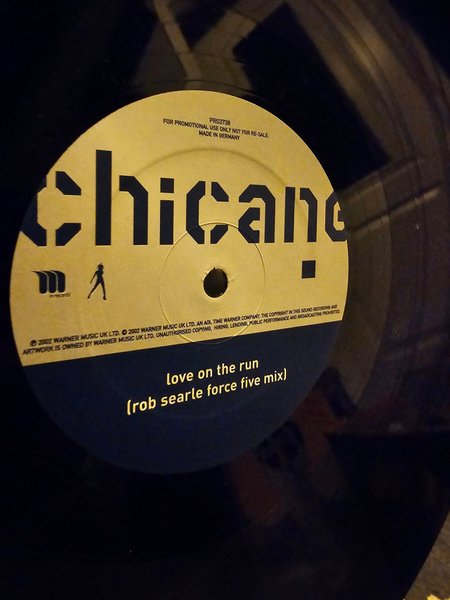 PR03738
FOR PROMOTIONAL USE ONLY NOT FOR RE-SALE.
MADE IN GERMANY
chicane
m records
℗ 2002 WARNER MUSIC UK LTD. © 2002 WARNER MUSIC UK LTD. AN AOL TIME WARNER COMPANY. THE COPYRIGHT IN THIS SOUND RECORDING AND
ARTWORK IS OWNED BY WARNER MUSIC UK LTD. UNAUTHORISED COPYING, HIRING, LENDING, PUBLIC PERFORMANCE AND BROADCASTING PROHIBITED.
love on the run
(rob searle force five mix)